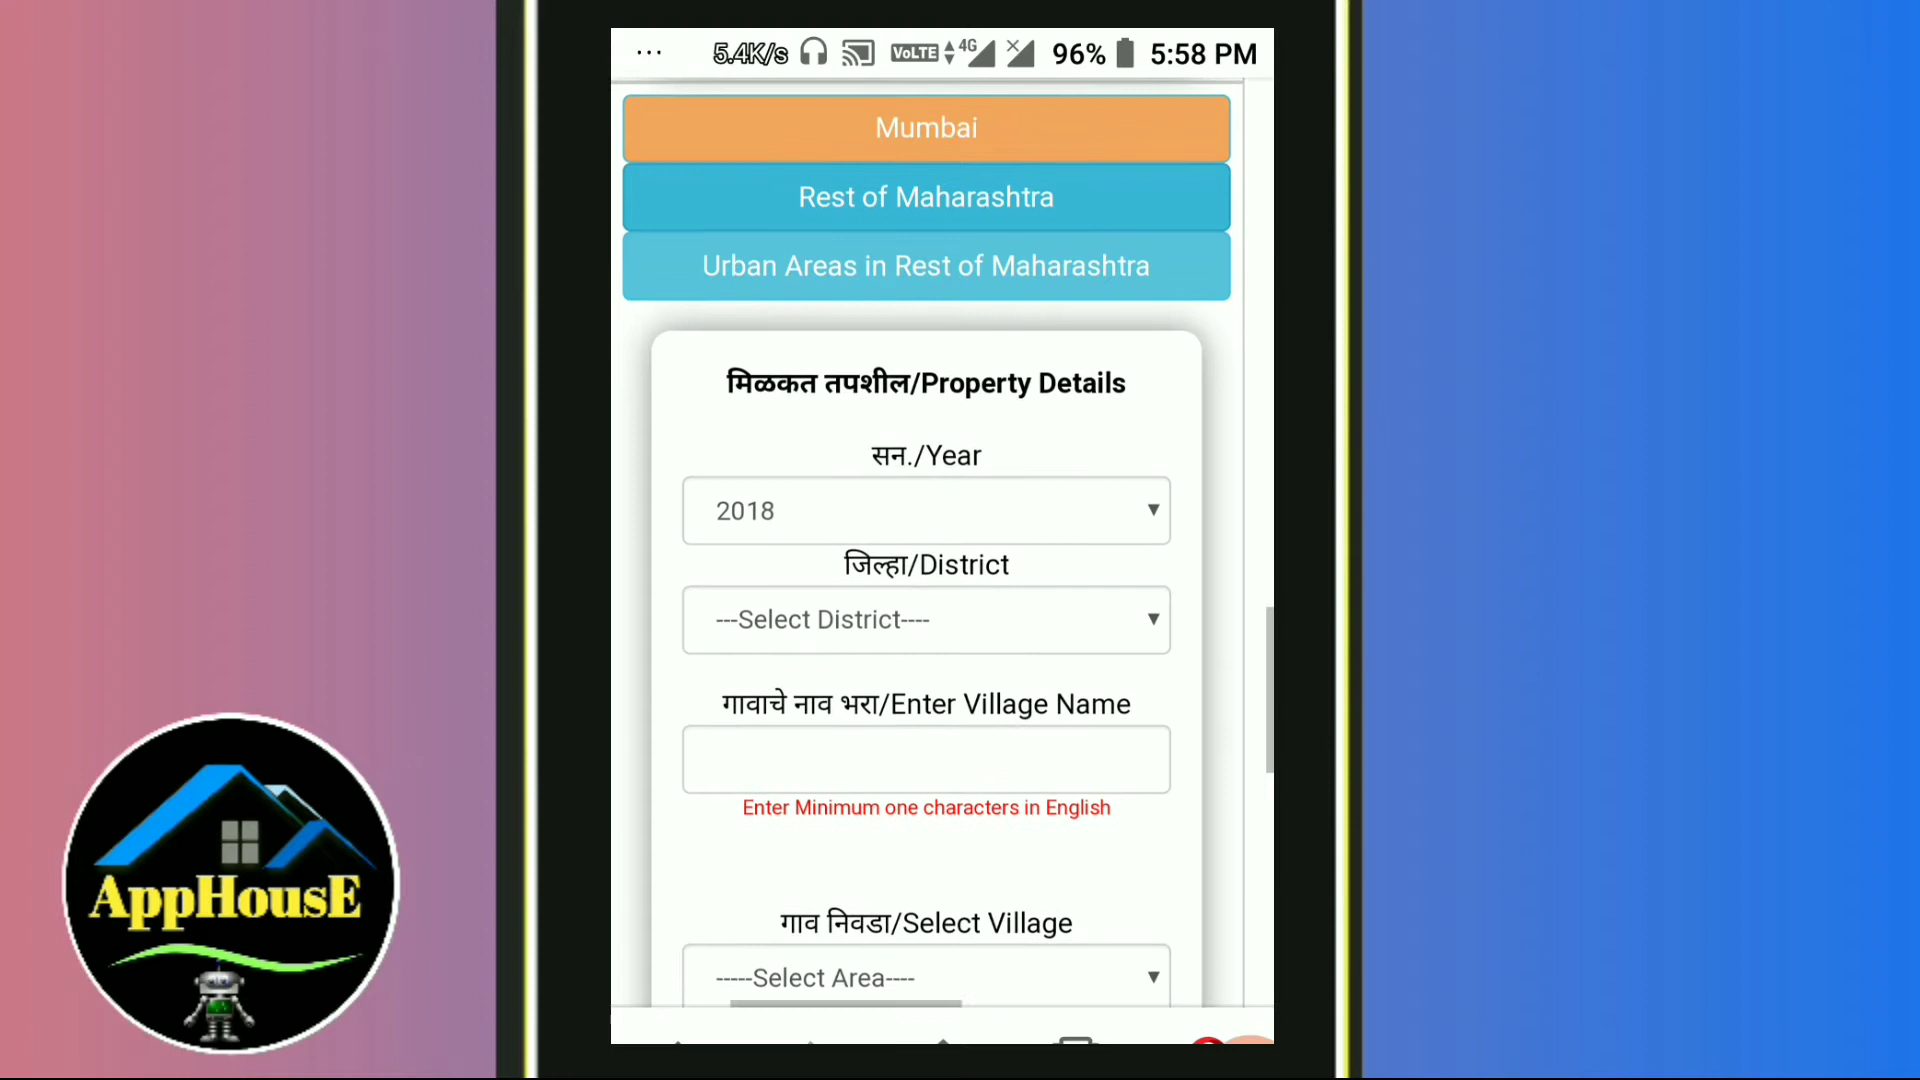 ... 5.4K/s VoLTE 4G 96% 5:58 PM
Mumbai
Rest of Maharashtra
Urban Areas in Rest of Maharashtra
मिळकत तपशील/Property Details
सन./Year
2018
जिल्हा/District
---Select District----
गावाचे नाव भरा/Enter Village Name
Enter Minimum one characters in English
गाव निवडा/Select Village
-----Select Area----
AppHousE